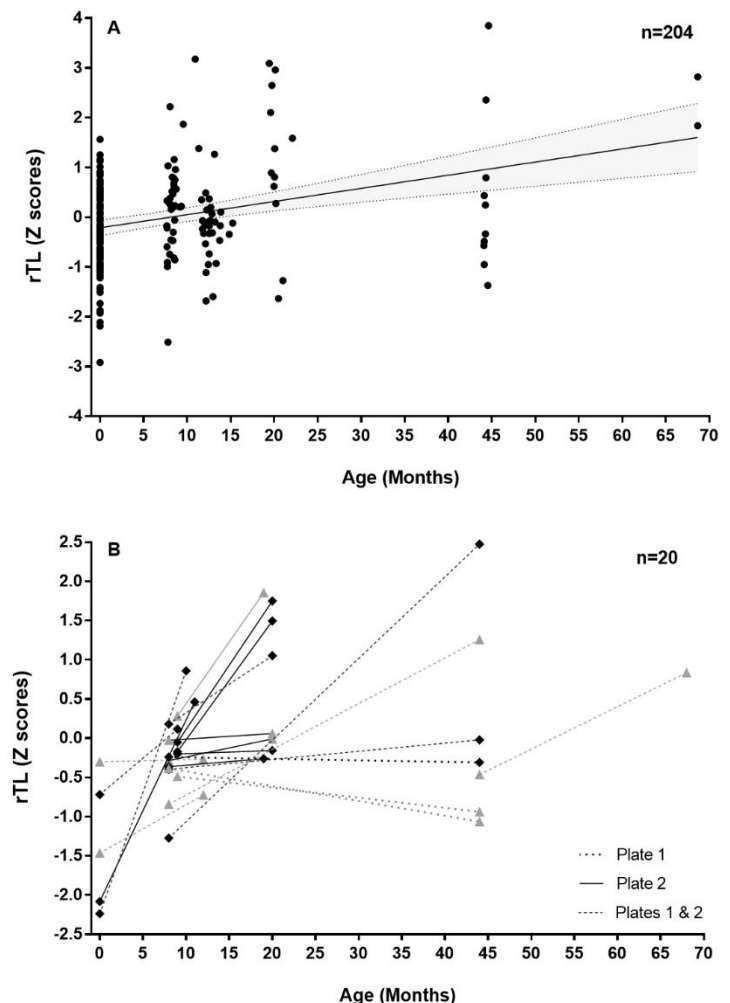 A
n=204
4
3
2
1
0
-1
-2
-3
-4
rTL (Z scores)
0 5 10 15 20 25 30 35 40 45 50 55 60 65 70
Age (Months)
B
n=20
2.5
2.0
1.5
1.0
0.5
0.0
-0.5
-1.0
-1.5
-2.0
-2.5
rTL (Z scores)
Plate 1
Plate 2
Plates 1 & 2
0 5 10 15 20 25 30 35 40 45 50 55 60 65 70
Age (Months)